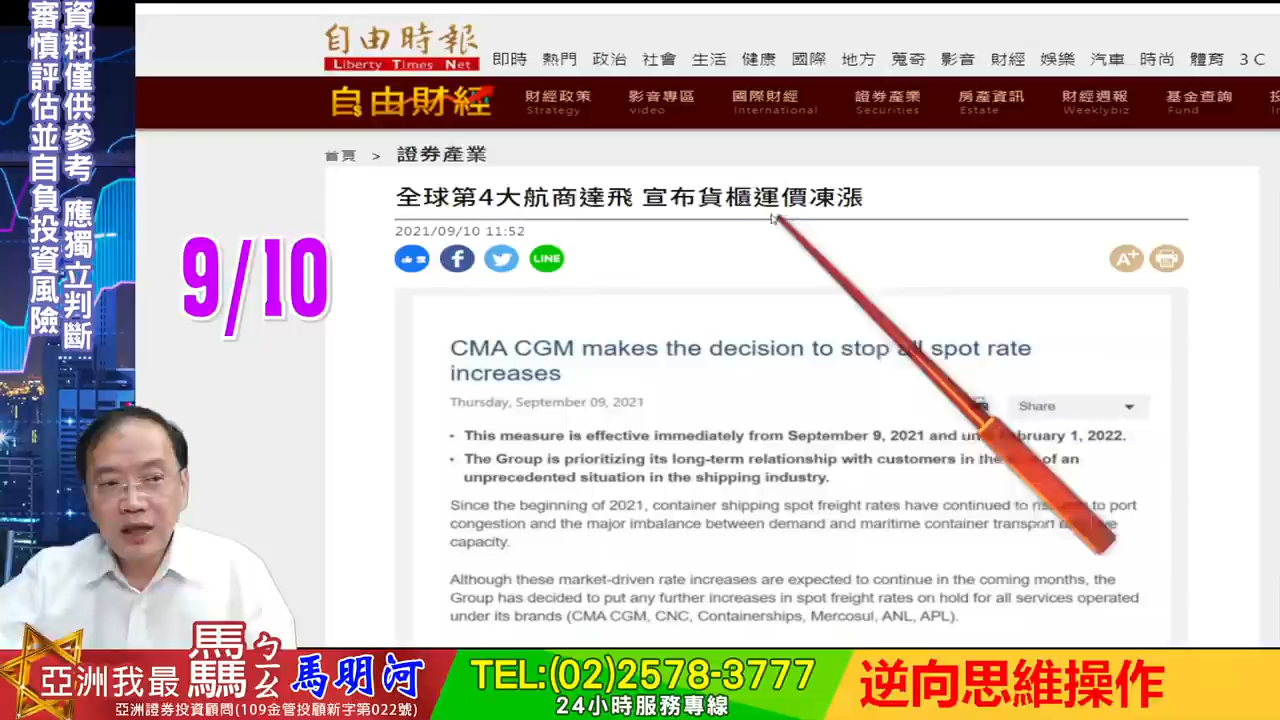 資料僅供參考 應獨立判斷
審慎評估並自負投資風險
自由時報
Liberty Times Net
即時 熱門 政治 社會 生活 健康 國際 地方 蒐奇 影音 財經 娛樂 汽車 時尚 體育 3 C
自由財經
財經政策 影音專區 國際財經 證券產業 房產資訊 財經週報 基金查詢
Strategy video International Securities Estate Weeklybiz Fund
首頁 > 證券產業
全球第4大航商達飛 宣布貨櫃運價凍漲
2021/09/10 11:52
LINE
A+
9/10
CMA CGM makes the decision to stop all spot rate
increases
Thursday, September 09, 2021
Share
• This measure is effective immediately from September 9, 2021 and until February 1, 2022.
• The Group is prioritizing its long-term relationship with customers in the of an
unprecedented situation in the shipping industry.
Since the beginning of 2021, container shipping spot freight rates have continued to to port
congestion and the major imbalance between demand and maritime container transport
capacity.
Although these market-driven rate increases are expected to continue in the coming months, the
Group has decided to put any further increases in spot freight rates on hold for all services operated
under its brands (CMA CGM, CNC, Containerships, Mercosul, ANL, APL).
亞洲我最驫ㄅㄧㄠ 馬明河
亞洲證券投資顧問(109金管投顧新字第022號)
TEL:(02)2578-3777
24小時服務專線
逆向思維操作